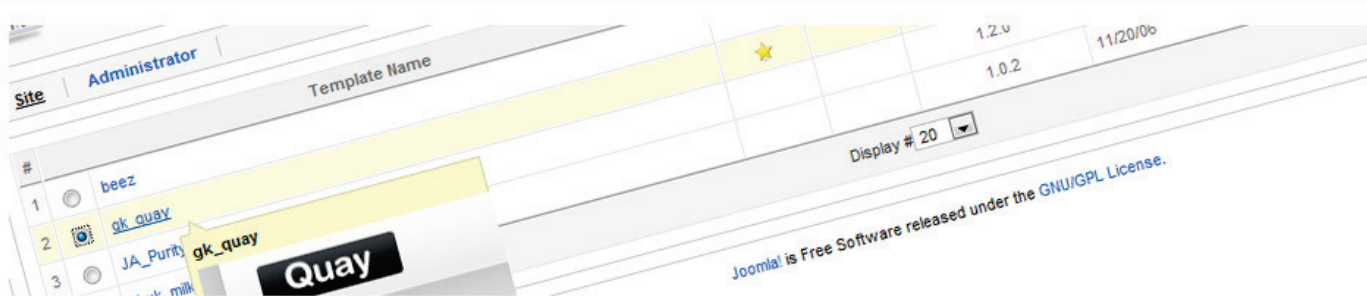 Site Administrator
# Template Name
1 beez
2 gk_quay
3 JA_Purity
gk_quay
Quay
1.2.0
1.0.2 11/20/06
Display # 20
Joomla! is Free Software released under the GNU/GPL License.